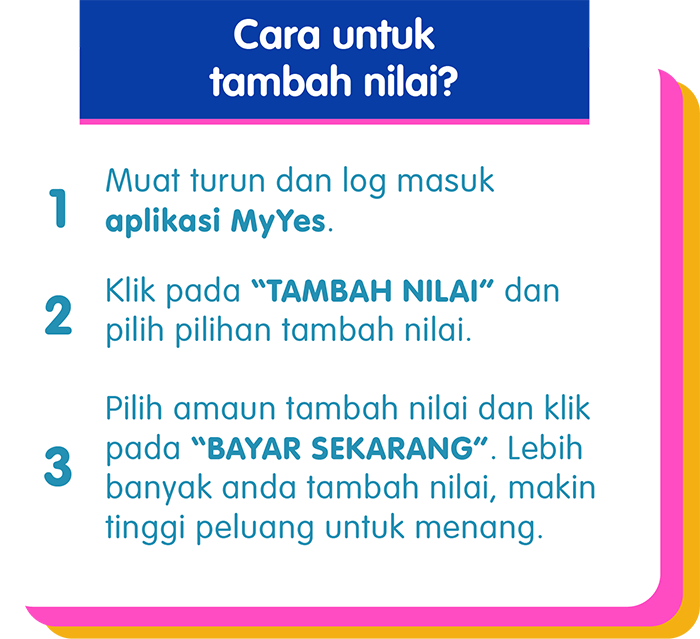 Cara untuk
tambah nilai?
1
Muat turun dan log masuk
aplikasi MyYes.
2
Klik pada “TAMBAH NILAI” dan
pilih pilihan tambah nilai.
3
Pilih amaun tambah nilai dan klik
pada “BAYAR SEKARANG”. Lebih
banyak anda tambah nilai, makin
tinggi peluang untuk menang.